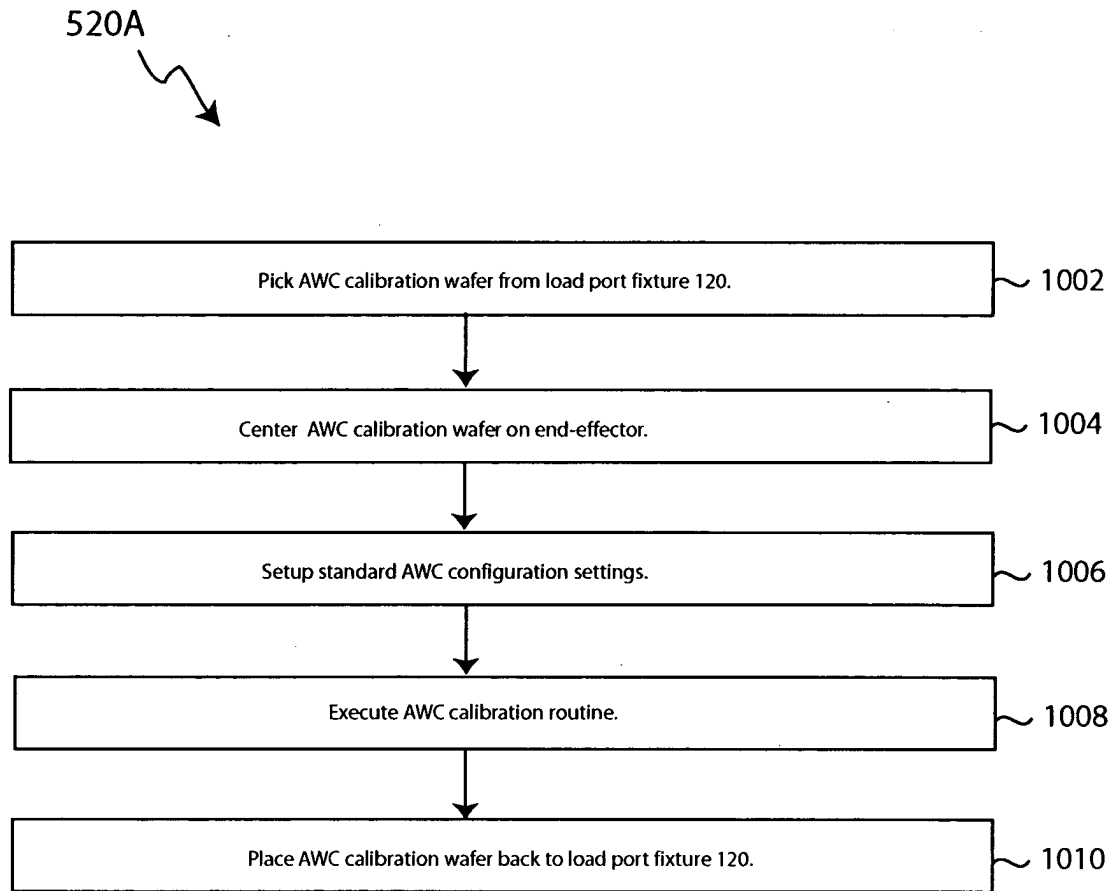 520A
Pick AWC calibration wafer from load port fixture 120.
1002
Center AWC calibration wafer on end-effector.
1004
Setup standard AWC configuration settings.
1006
Execute AWC calibration routine.
1008
Place AWC calibration wafer back to load port fixture 120.
1010